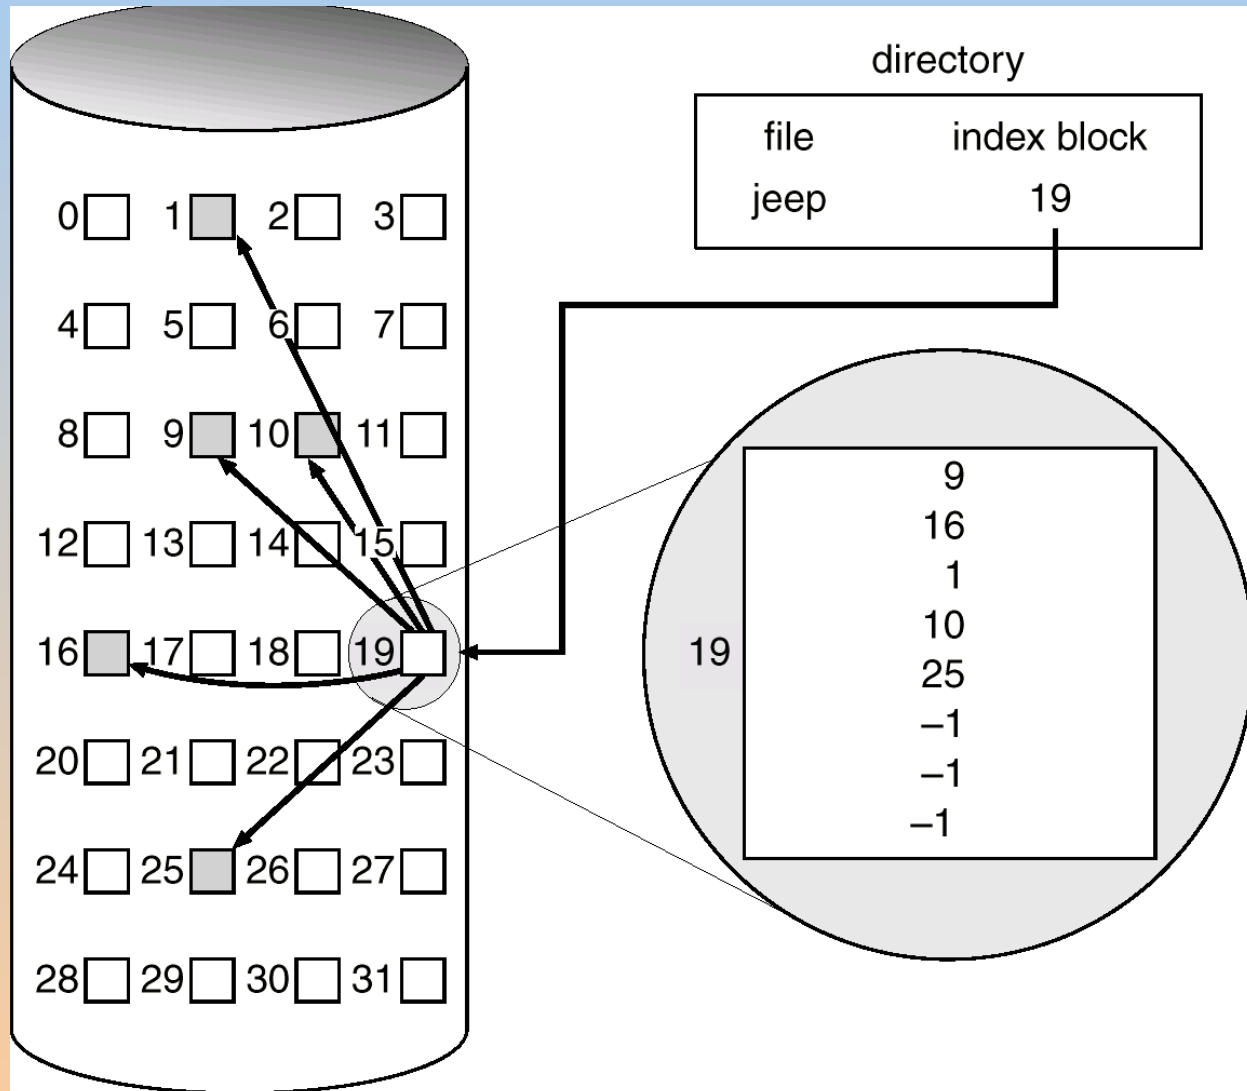 directory
file index block
jeep 19
0 1 2 3
4 5 6 7
8 9 10 11
12 13 14 15
16 17 18 19
20 21 22 23
24 25 26 27
28 29 30 31
19
9
16
1
10
25
–1
–1
–1